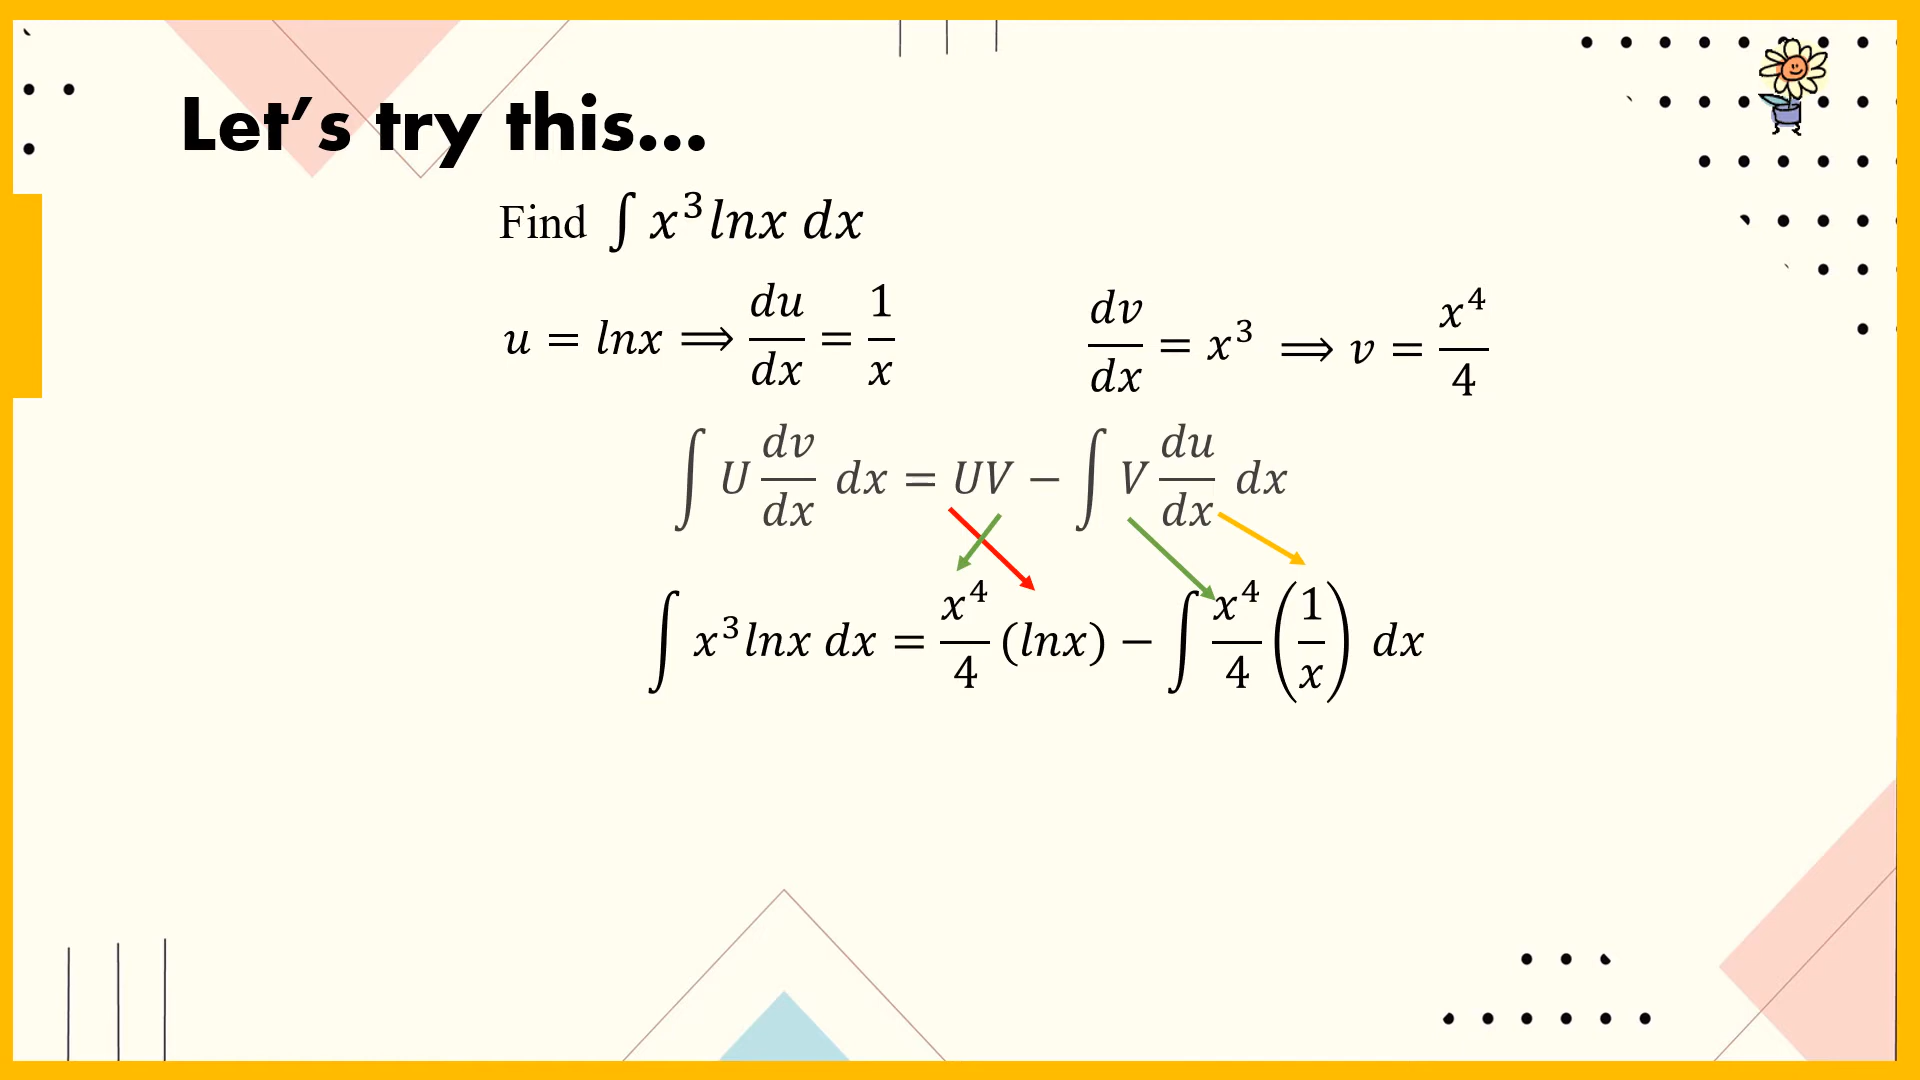 Let’s try this...
Find ∫ x³lnx dx
u = lnx ⟹ du/dx = 1/x    dv/dx = x³ ⟹ v = x⁴/4
∫ U dv/dx dx = UV − ∫ V du/dx dx
∫ x³lnx dx = x⁴/4 (lnx) − ∫ x⁴/4 (1/x) dx